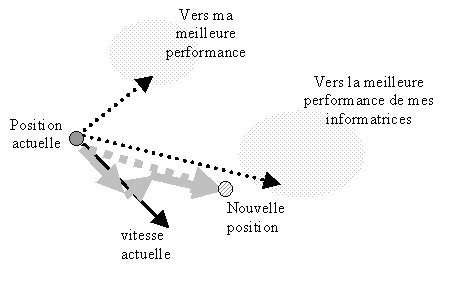 Vers ma
meilleure
performance
Vers la meilleure
performance de mes
informatrices
Position
actuelle
Nouvelle
position
vitesse
actuelle